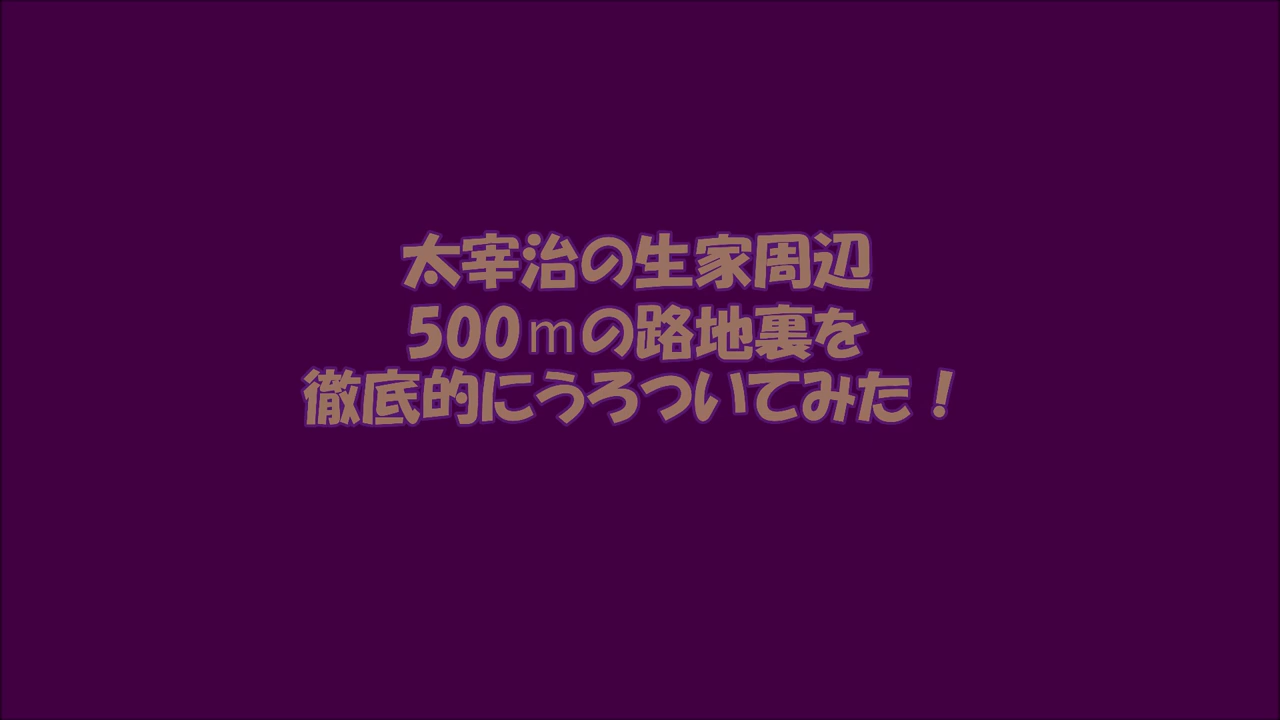 太宰治の生家周辺
500ｍの路地裏を
徹底的にうろついてみた！